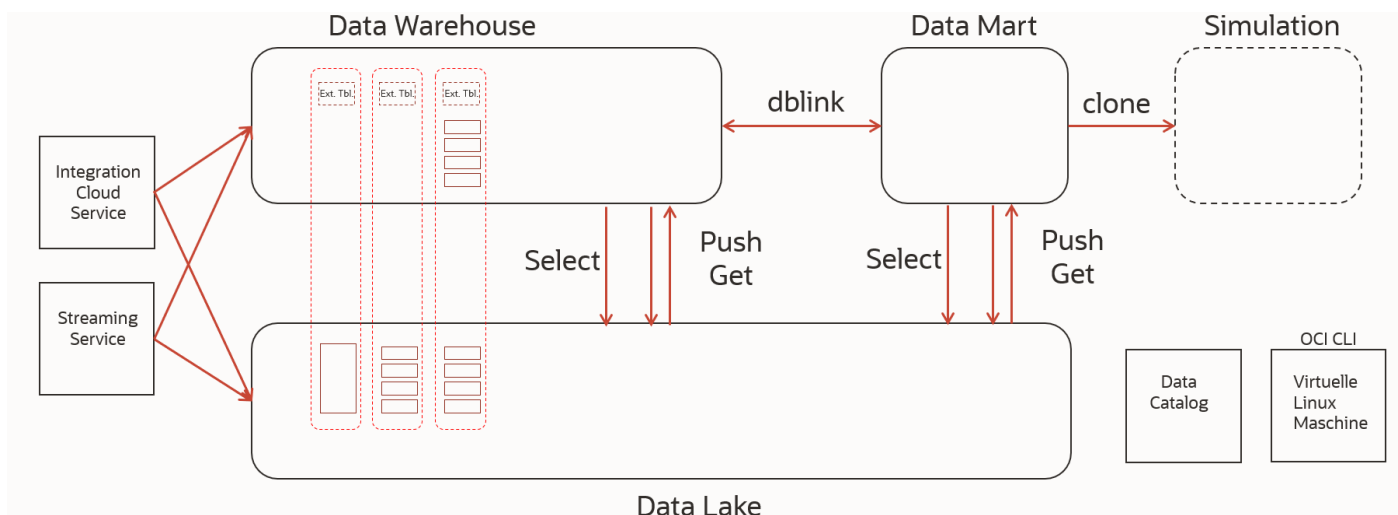 Data Warehouse
Data Mart
Simulation
Ext. Tbl.
Ext. Tbl.
Ext. Tbl.
dblink
clone
Integration
Cloud
Service
Select
Push
Get
Select
Push
Get
Streaming
Service
OCI CLI
Data
Catalog
Virtuelle
Linux
Maschine
Data Lake